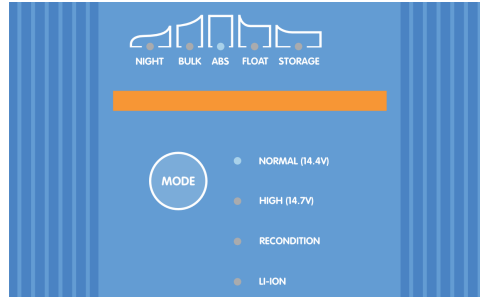 NIGHT BULK ABS FLOAT STORAGE
MODE
NORMAL (14.4V)
HIGH (14.7V)
RECONDITION
LI-ION